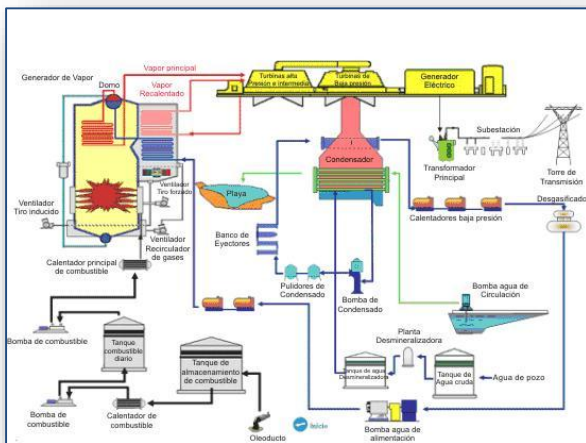 Vapor principal
Generador de Vapor
Domo
Vapor
Recalentado
Turbinas alta
Presión e intermedia
Turbinas de
Baja presión
Generador
Eléctrico
Subestación
Transformador
Principal
Torre de
Transmisión
Condensador
Desgasificador
Ventilador
Tiro forzado
Playa
Calentadores baja presión
Ventilador
Tiro inducido
Ventilador
Recirculador
de gases
Banco de
Eyectores
Calentador principal
de combustible
Pulidores de
Condensado
Bomba de
Condensado
Bomba agua de
Circulación
Bomba de combustible
Tanque
combustible
diario
Tanque de
almacenamiento
de combustible
Planta
Desmineralizadora
Tanque de agua
Desmineralizadora
Tanque de
Agua cruda
Agua de pozo
Bomba de
combustible
Calentador de
combustible
Oleoducto
Inicio
Bomba agua de
alimentación